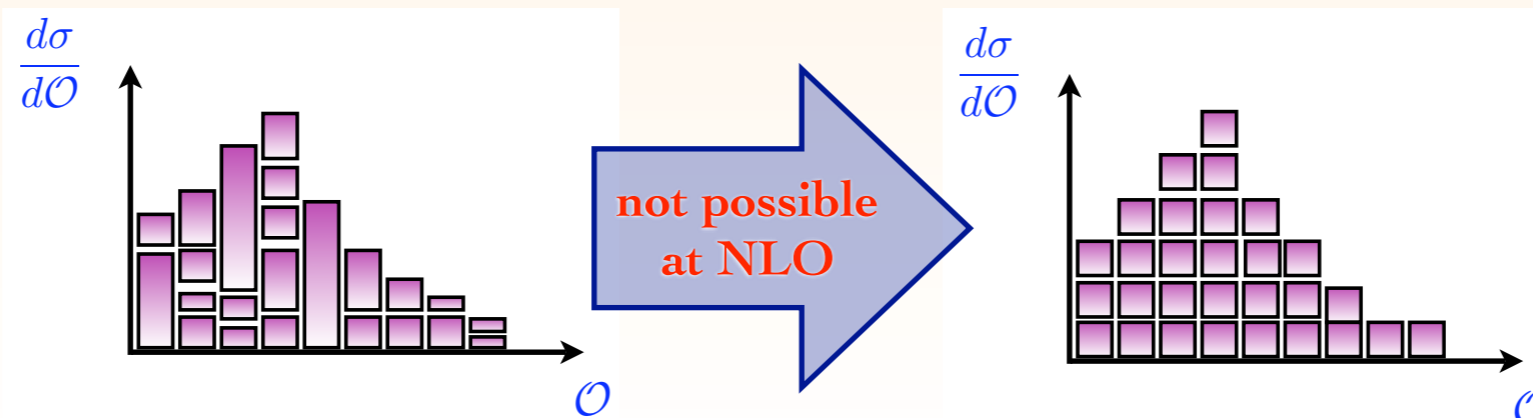 dσ
dO
O
not possible
at NLO
dσ
dO
O